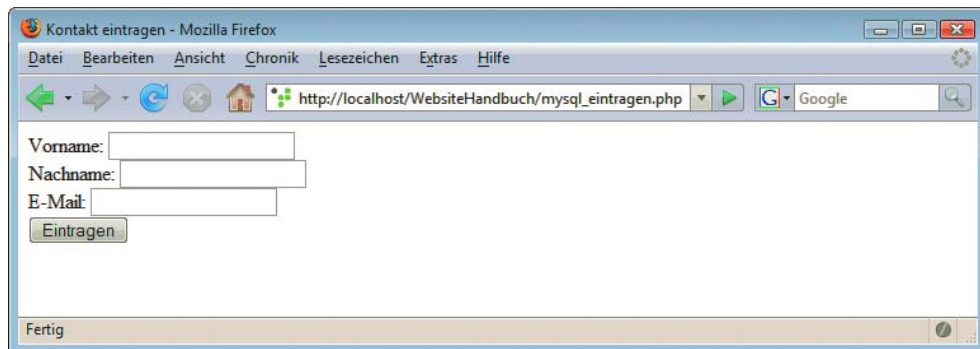 Kontakt eintragen - Mozilla Firefox
Datei Bearbeiten Ansicht Chronik Lesezeichen Extras Hilfe
http://localhost/WebsiteHandbuch/mysql_eintragen.php G Google
Vorname:
Nachname:
E-Mail:
Eintragen
Fertig